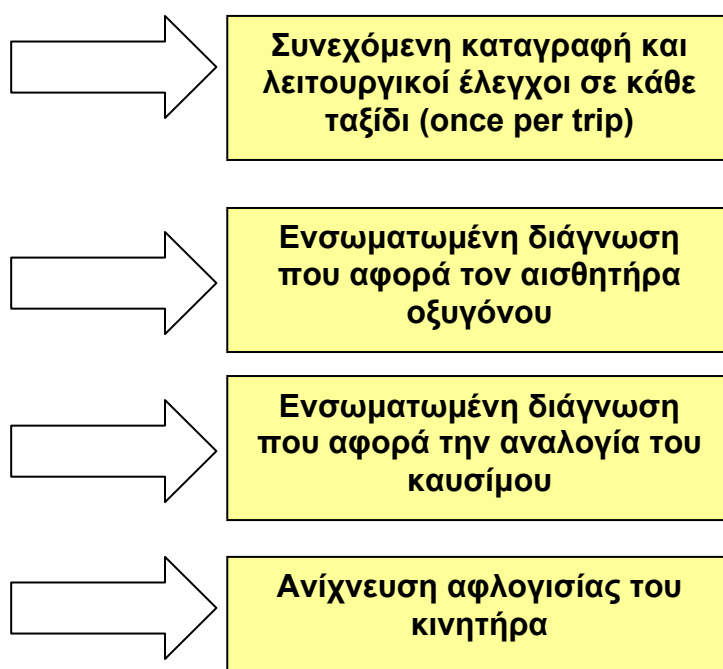 Συνεχόμενη καταγραφή και
λειτουργικοί έλεγχοι σε κάθε
ταξίδι (once per trip)
Ενσωματωμένη διάγνωση
που αφορά τον αισθητήρα
οξυγόνου
Ενσωματωμένη διάγνωση
που αφορά την αναλογία του
καυσίμου
Ανίχνευση αφλογισίας του
κινητήρα